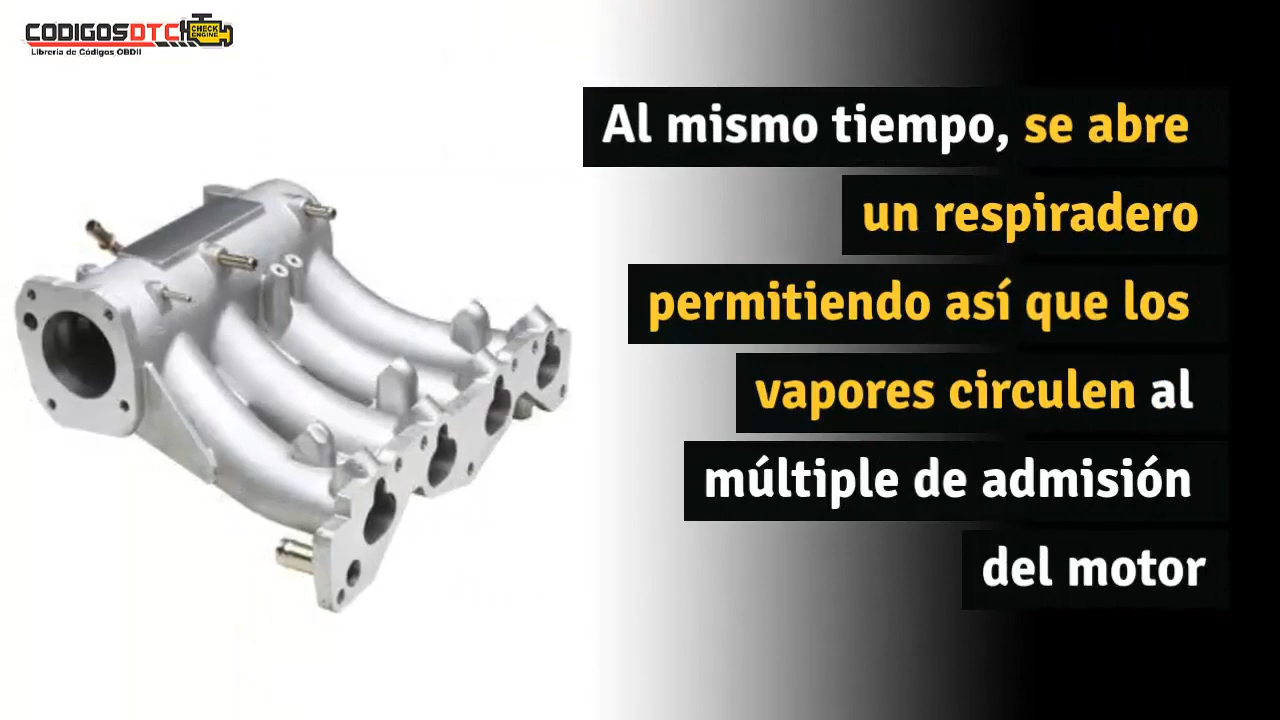 CODIGOSDTC
CHECK
ENGINE
Librería de Códigos OBDII
Al mismo tiempo, se abre
un respiradero
permitiendo así que los
vapores circulen al
múltiple de admisión
del motor